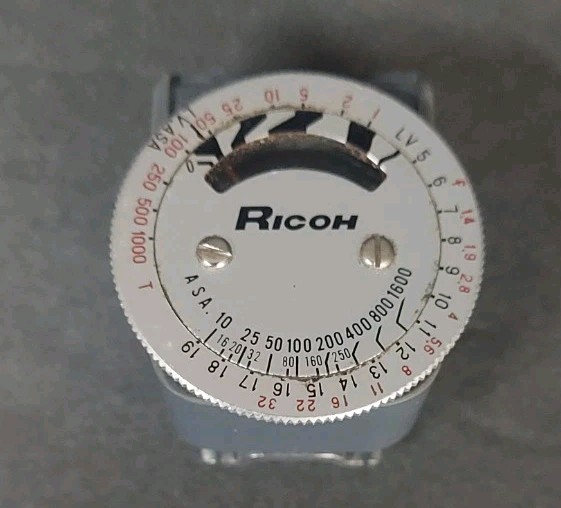 RICOH
A.S.A. 10 25 50 100 200 400 800 1600
16 20 32 80 160 250
LV 5 6 7 8 9 10 11 12 13 14 15 16 17 18 19
f 1.4 1.9 2.8 4 5.6 8 11 16 22 32
1 2 5 10 25 50 100 250 500 1000 T
LV ASA
0